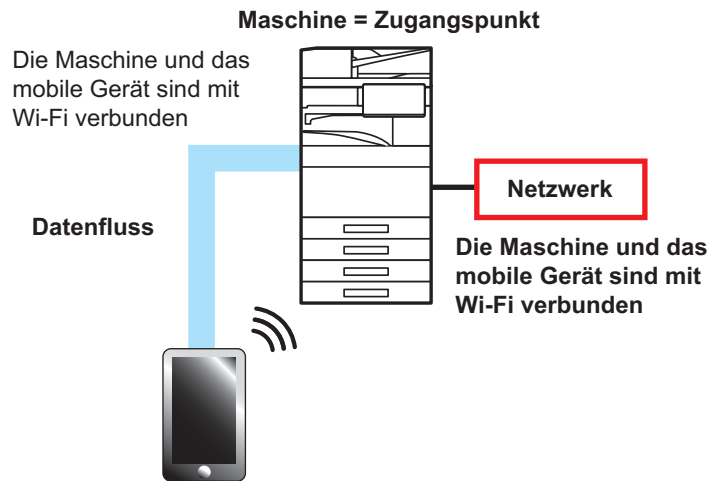 Maschine = Zugangspunkt
Die Maschine und das
mobile Gerät sind mit
Wi-Fi verbunden
Netzwerk
Datenfluss
Die Maschine und das
mobile Gerät sind mit
Wi-Fi verbunden